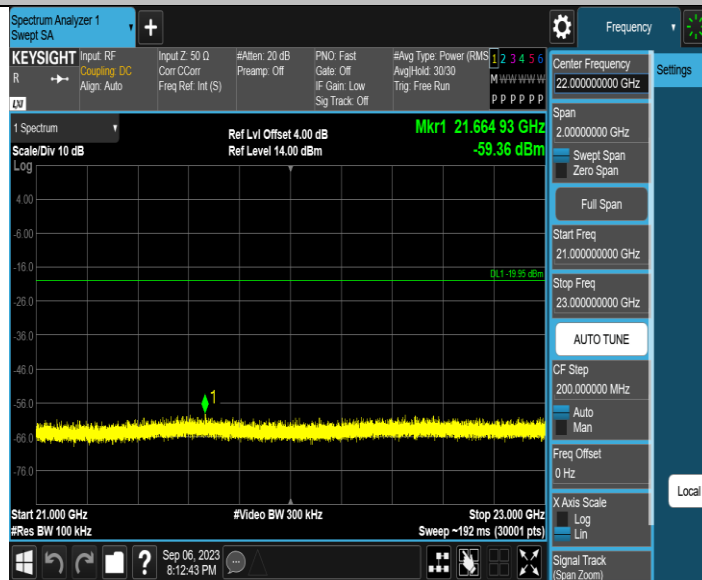 Spectrum Analyzer 1
Swept SA
+
Frequency
KEYSIGHT
R
LXI
Input: RF
Coupling: DC
Align: Auto
Input Z: 50 Ω
Corr CCorr
Freq Ref: Int (S)
#Atten: 20 dB
Preamp: Off
PNO: Fast
Gate: Off
IF Gain: Low
Sig Track: Off
#Avg Type: Power (RMS
Avg|Hold: 30/30
Trig: Free Run
1 2 3 4 5 6
M W W W W W
P P P P P P
1 Spectrum
Scale/Div 10 dB
Log
Ref Lvl Offset 4.00 dB
Ref Level 14.00 dBm
Mkr1 21.664 93 GHz
-59.36 dBm
4.00
-6.00
-16.0
DL1 -19.95 dBm
-26.0
-36.0
-46.0
-56.0
1
-66.0
-76.0
Start 21.000 GHz
#Res BW 100 kHz
#Video BW 300 kHz
Stop 23.000 GHz
Sweep ~192 ms (30001 pts)
?
Sep 06, 2023
8:12:43 PM
Center Frequency
22.000000000 GHz
Settings
Span
2.00000000 GHz
Swept Span
Zero Span
Full Span
Start Freq
21.000000000 GHz
Stop Freq
23.000000000 GHz
AUTO TUNE
CF Step
200.000000 MHz
Auto
Man
Freq Offset
0 Hz
X Axis Scale
Log
Lin
Local
Signal Track
(Span Zoom)